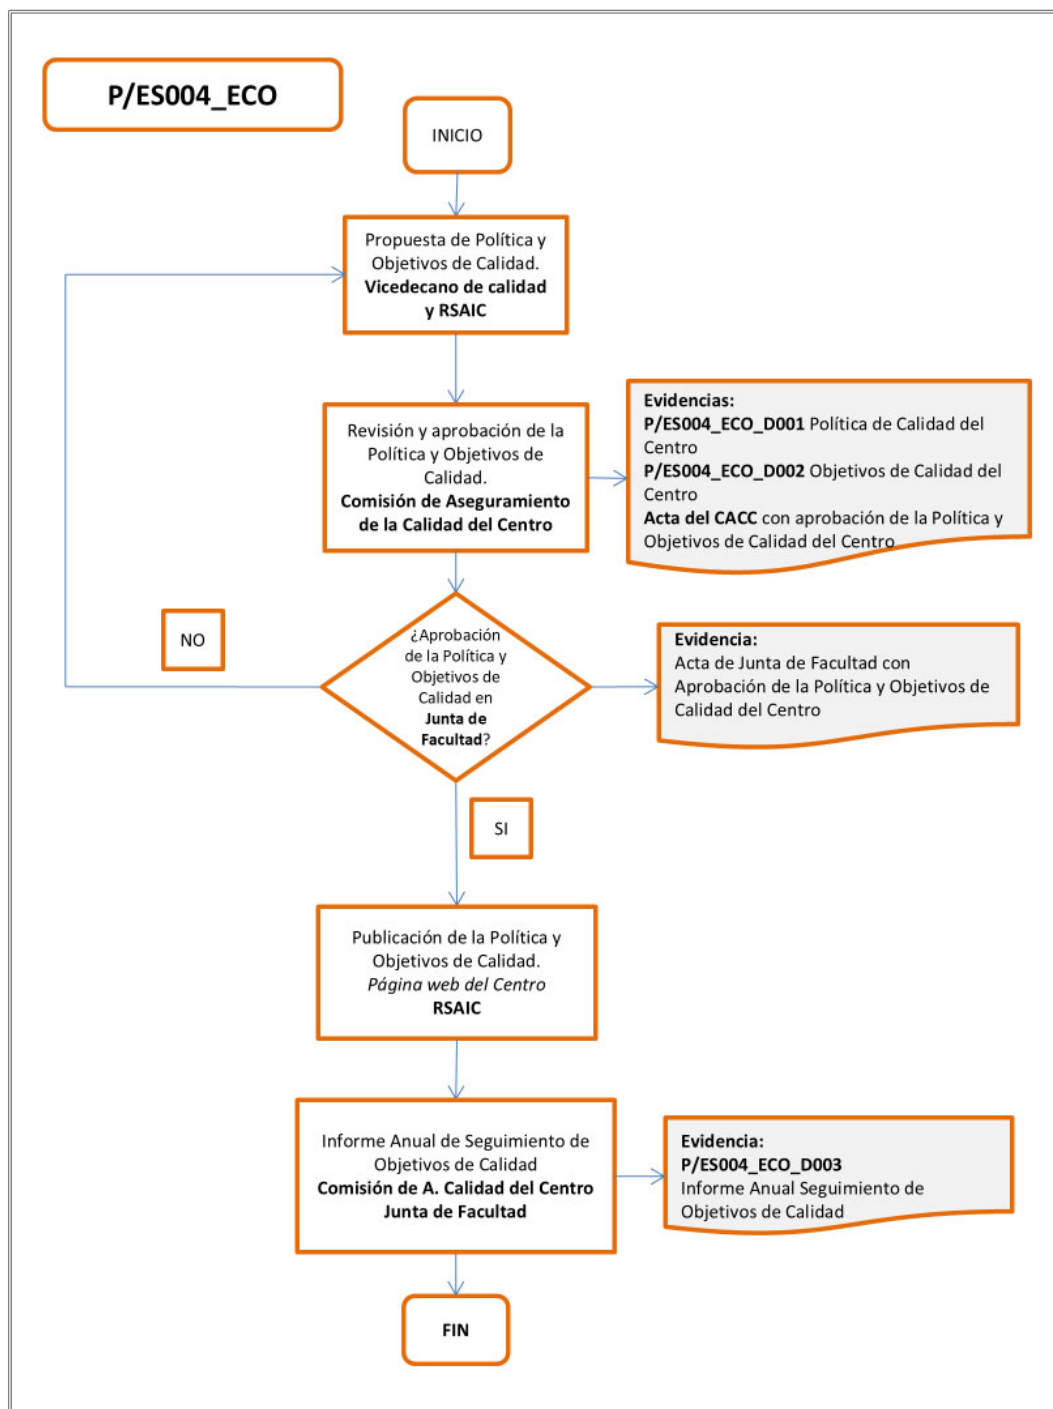 P/ES004_ECO
INICIO
Propuesta de Política y
Objetivos de Calidad.
Vicedecano de calidad
y RSAIC
Revisión y aprobación de la
Política y Objetivos de
Calidad.
Comisión de Aseguramiento
de la Calidad del Centro
Evidencias:
P/ES004_ECO_D001 Política de Calidad del
Centro
P/ES004_ECO_D002 Objetivos de Calidad del
Centro
Acta del CACC con aprobación de la Política y
Objetivos de Calidad del Centro
NO
¿Aprobación
de la Política y
Objetivos de
Calidad en
Junta de
Facultad?
Evidencia:
Acta de Junta de Facultad con
Aprobación de la Política y Objetivos de
Calidad del Centro
SI
Publicación de la Política y
Objetivos de Calidad.
Página web del Centro
RSAIC
Informe Anual de Seguimiento de
Objetivos de Calidad
Comisión de A. Calidad del Centro
Junta de Facultad
Evidencia:
P/ES004_ECO_D003
Informe Anual Seguimiento de
Objetivos de Calidad
FIN